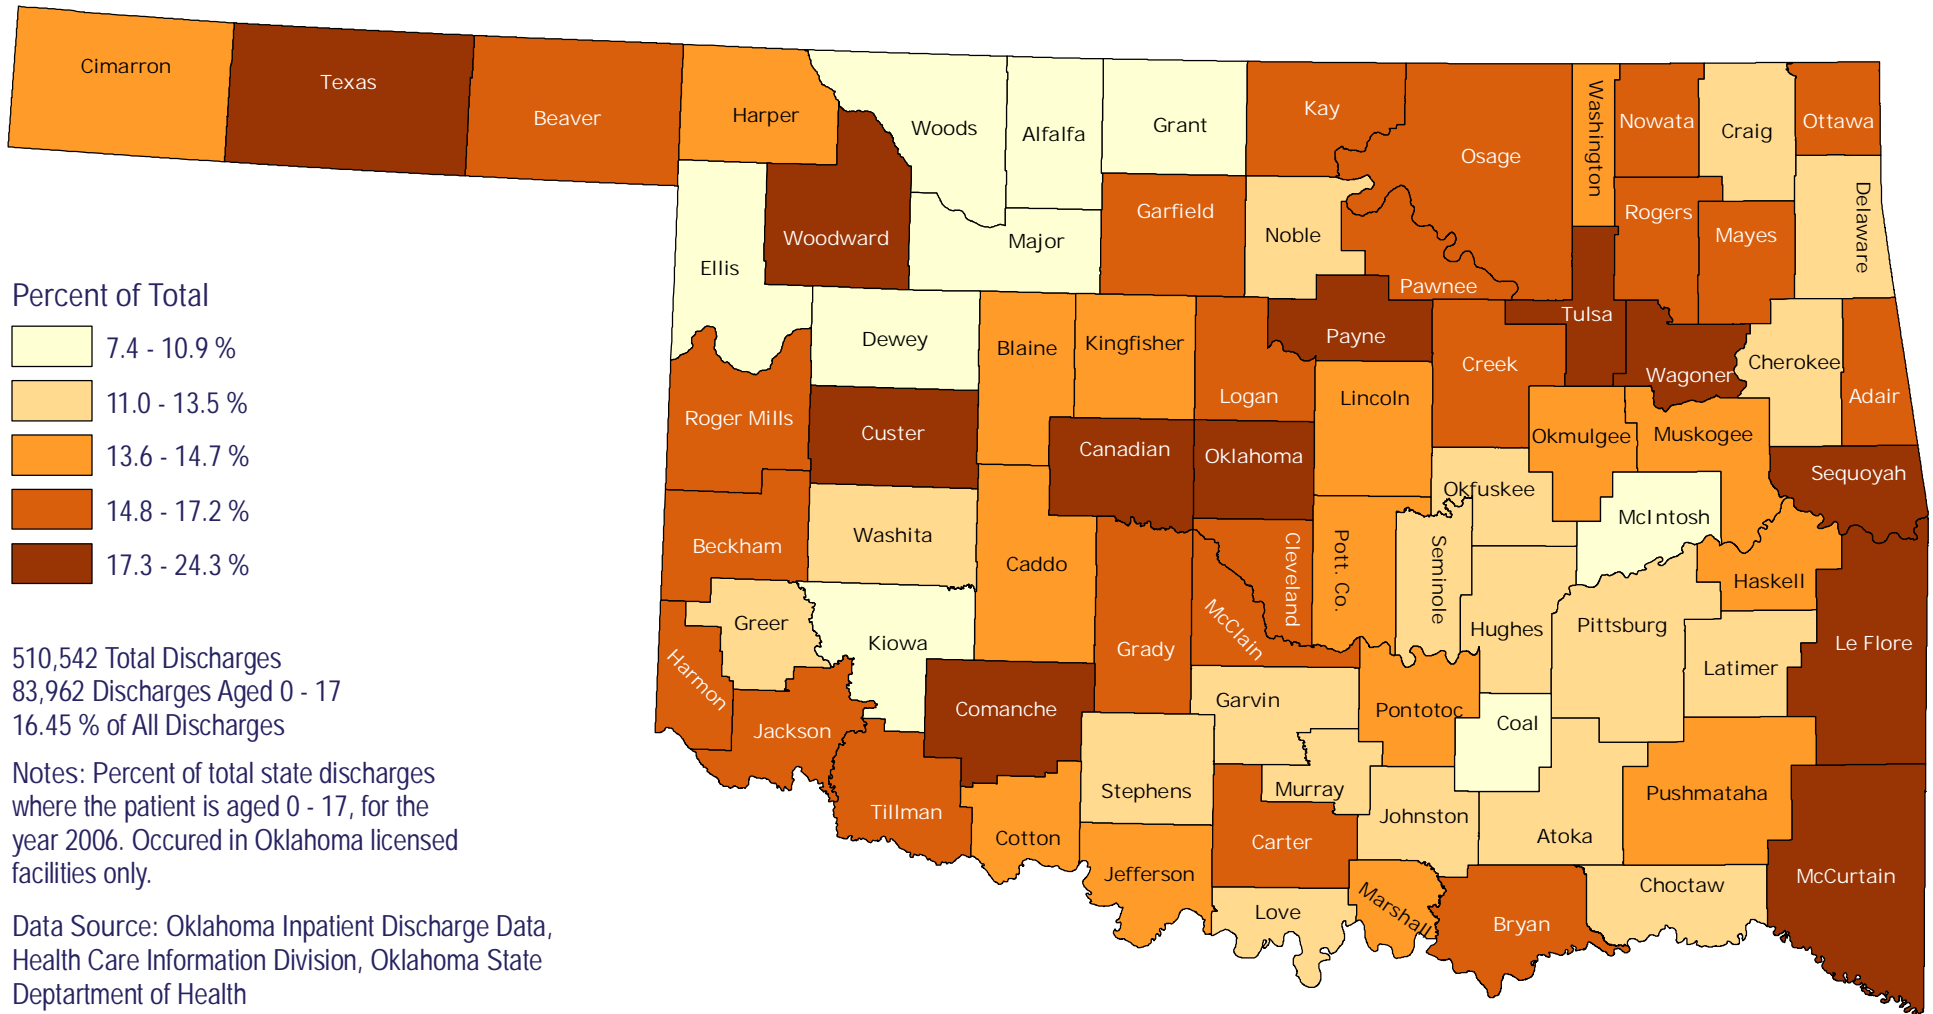 Cimarron
Texas
Beaver
Harper
Woods
Alfalfa
Grant
Kay
Osage
Washington
Nowata
Craig
Ottawa
Delaware
Ellis
Woodward
Major
Garfield
Noble
Pawnee
Rogers
Mayes
Dewey
Blaine
Kingfisher
Logan
Payne
Lincoln
Creek
Tulsa
Wagoner
Cherokee
Adair
Roger Mills
Custer
Canadian
Oklahoma
Okmulgee
Muskogee
Sequoyah
Okfuskee
McIntosh
Beckham
Washita
Caddo
Cleveland
Pott. Co.
Seminole
Haskell
Greer
Kiowa
Grady
McClain
Hughes
Pittsburg
Latimer
Le Flore
Harmon
Jackson
Comanche
Garvin
Pontotoc
Coal
Tillman
Cotton
Stephens
Murray
Johnston
Atoka
Pushmataha
Carter
Jefferson
Love
Marshall
Bryan
Choctaw
McCurtain
Percent of Total
7.4 - 10.9 %
11.0 - 13.5 %
13.6 - 14.7 %
14.8 - 17.2 %
17.3 - 24.3 %
510,542 Total Discharges
83,962 Discharges Aged 0 - 17
16.45 % of All Discharges
Notes: Percent of total state discharges
where the patient is aged 0 - 17, for the
year 2006. Occured in Oklahoma licensed
facilities only.
Data Source: Oklahoma Inpatient Discharge Data,
Health Care Information Division, Oklahoma State
Deptartment of Health